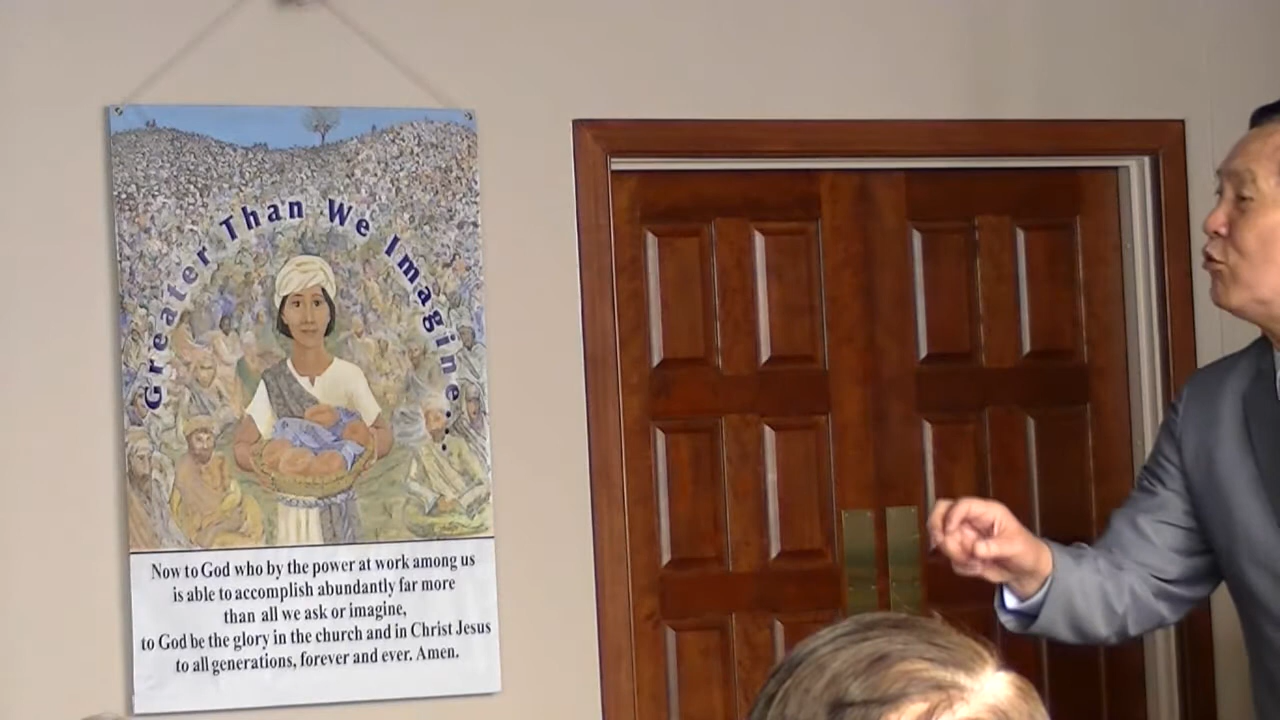 Greater Than We Imagine...
Now to God who by the power at work among us
is able to accomplish abundantly far more
than all we ask or imagine,
to God be the glory in the church and in Christ Jesus
to all generations, forever and ever. Amen.